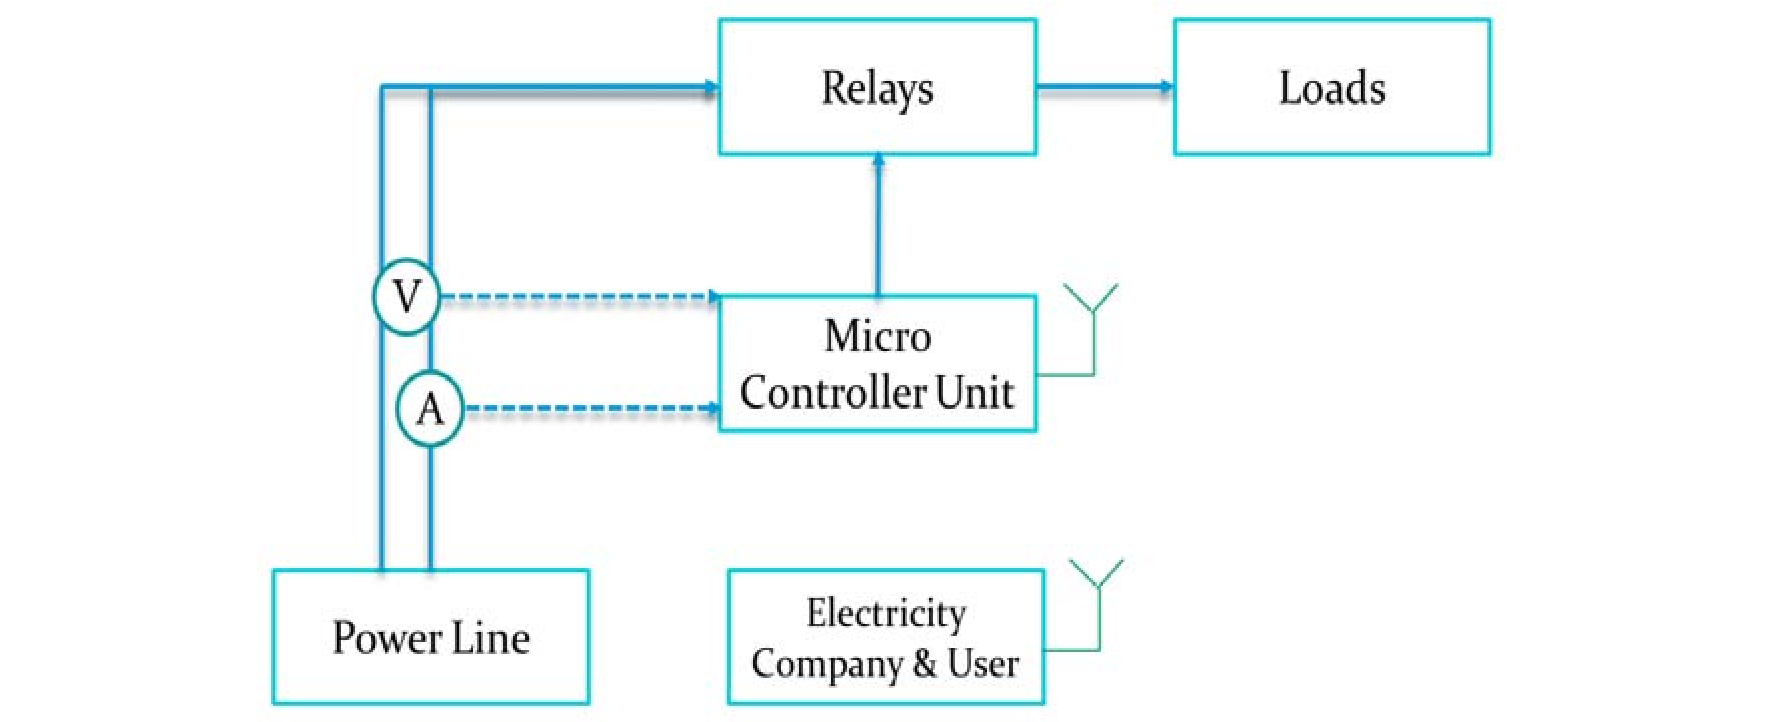 Relays
Loads
V
Micro
Controller Unit
A
Power Line
Electricity
Company & User